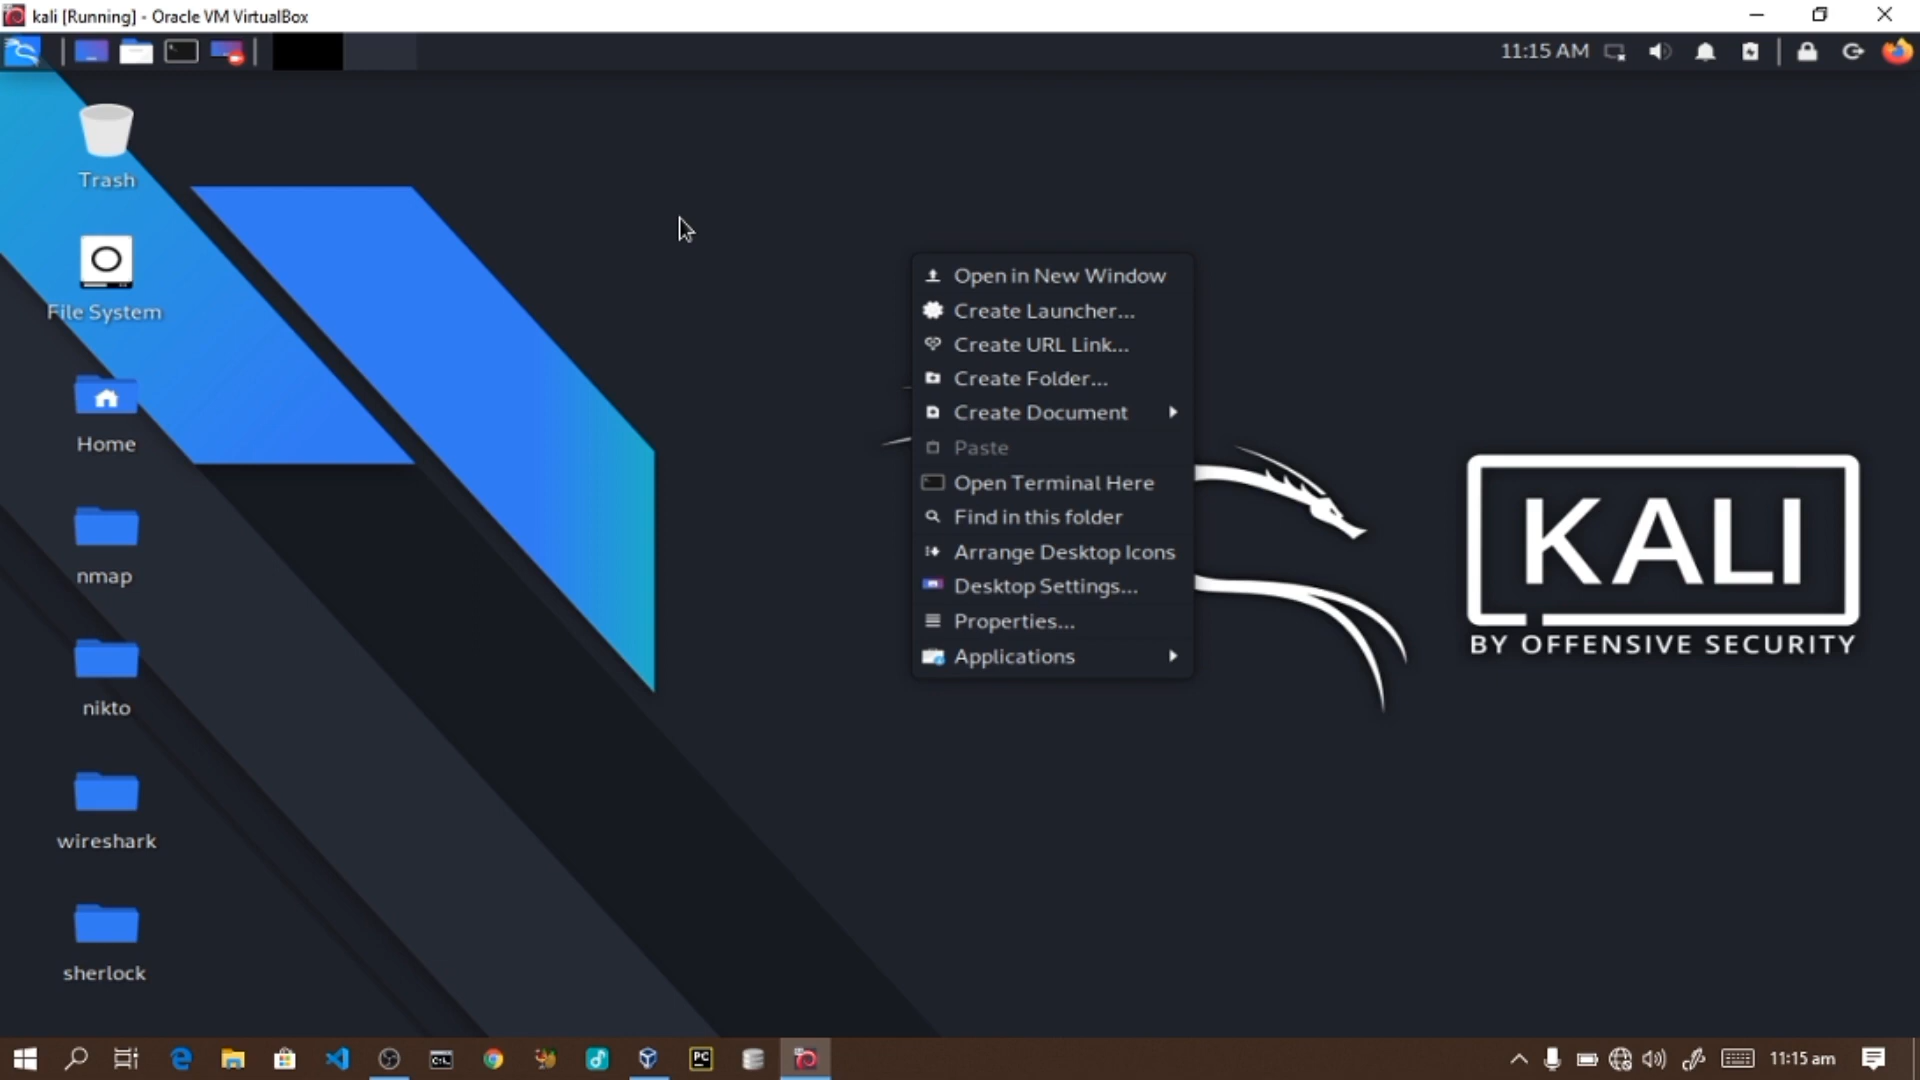 kali [Running] - Oracle VM VirtualBox
11:15 AM
Trash
File System
Home
nmap
nikto
wireshark
sherlock
Open in New Window
Create Launcher...
Create URL Link...
Create Folder...
Create Document
Paste
Open Terminal Here
Find in this folder
Arrange Desktop Icons
Desktop Settings...
Properties...
Applications
KALI
BY OFFENSIVE SECURITY
C:\
PC
11:15 am